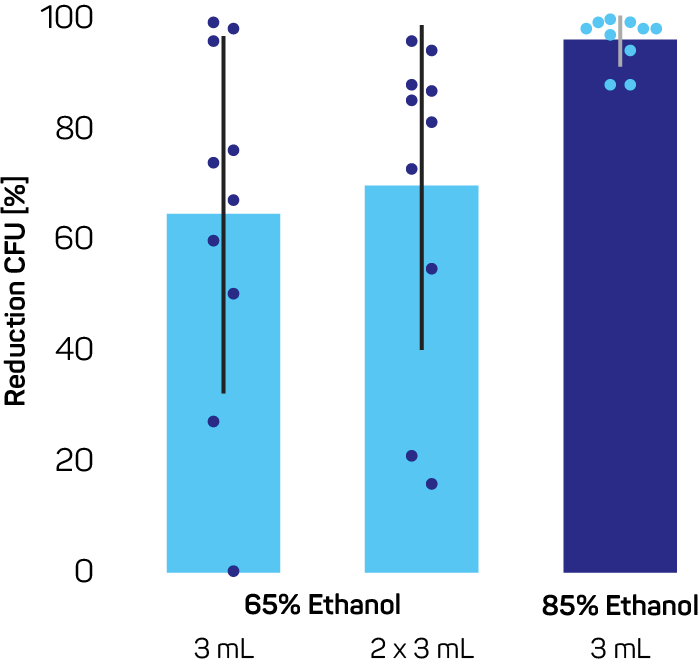 Reduction CFU [%]
100
80
60
40
20
0
65% Ethanol
85% Ethanol
3 mL
2 x 3 mL
3 mL